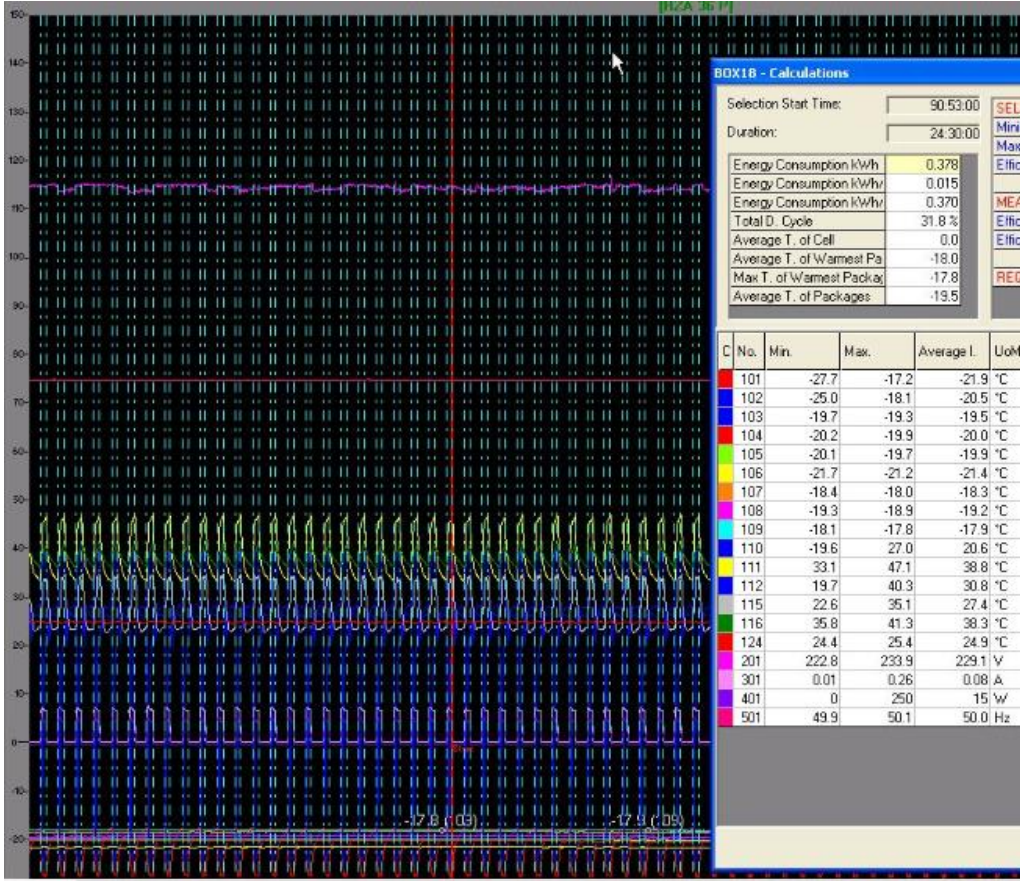 [HZA 36 P]
150
140
130
120
110
100
90
80
70
60
50
40
30
20
10
0
-10
-20
-17.8 (103)
-17.9 (109)
BOX18 - Calculations
Selection Start Time: 90:53:00
Duration: 24:30:00
Energy Consumption kWh 0.378
Energy Consumption kWh/ 0.015
Energy Consumption kWh/ 0.370
Total D. Cycle 31.8 %
Average T. of Cell 0.0
Average T. of Warmest Pa -18.0
Max T. of Warmest Packag -17.8
Average T. of Packages -19.5
SEL
Mini
Max
Effic
MEA
Effic
Effic
REQ
C No. Min. Max. Average I. UoM
101 -27.7 -17.2 -21.9 °C
102 -25.0 -18.1 -20.5 °C
103 -19.7 -19.3 -19.5 °C
104 -20.2 -19.9 -20.0 °C
105 -20.1 -19.7 -19.9 °C
106 -21.7 -21.2 -21.4 °C
107 -18.4 -18.0 -18.3 °C
108 -19.3 -18.9 -19.2 °C
109 -18.1 -17.8 -17.9 °C
110 -19.6 27.0 20.6 °C
111 33.1 47.1 38.8 °C
112 19.7 40.3 30.8 °C
115 22.6 35.1 27.4 °C
116 35.8 41.3 38.3 °C
124 24.4 25.4 24.9 °C
201 222.8 233.9 229.1 V
301 0.01 0.26 0.08 A
401 0 250 15 W
501 49.9 50.1 50.0 Hz